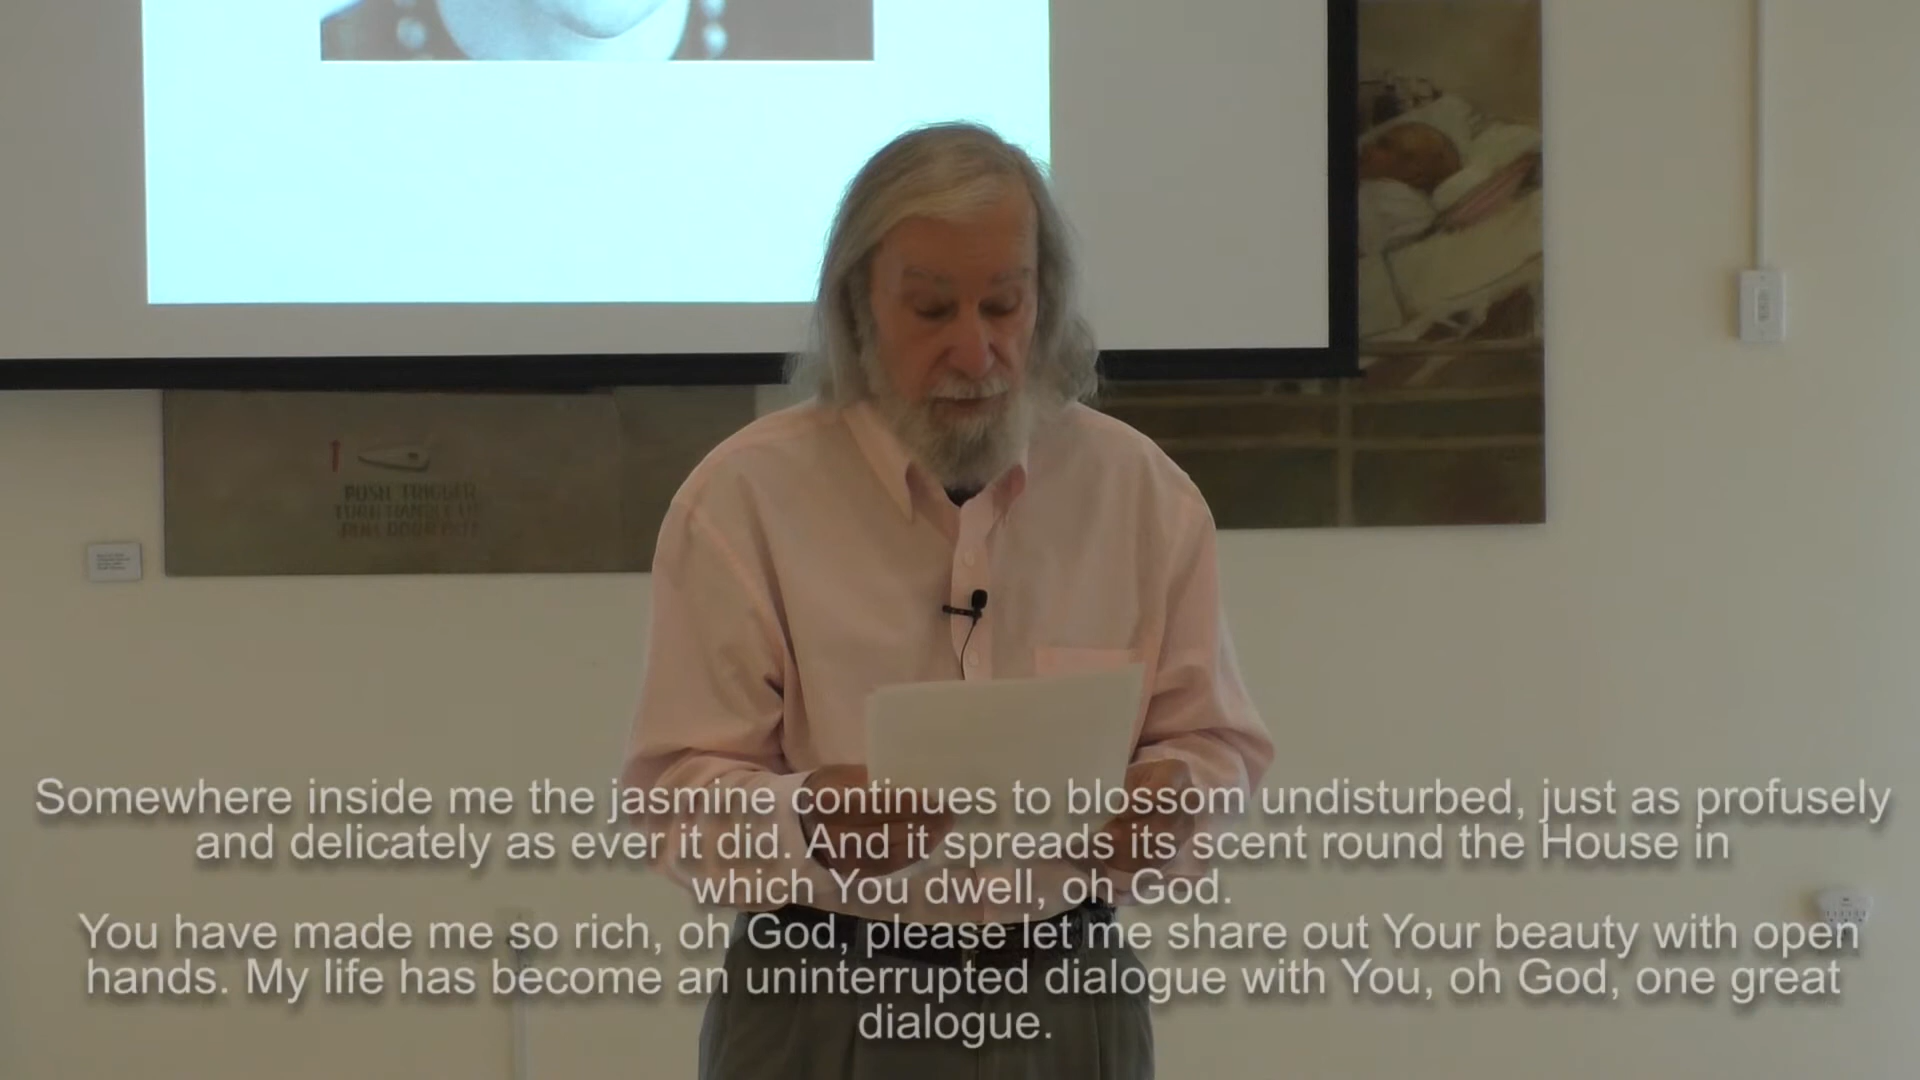 PUSH TRIGGER
Somewhere inside me the jasmine continues to blossom undisturbed, just as profusely
and delicately as ever it did. And it spreads its scent round the House in
which You dwell, oh God.
You have made me so rich, oh God, please let me share out Your beauty with open
hands. My life has become an uninterrupted dialogue with You, oh God, one great
dialogue.